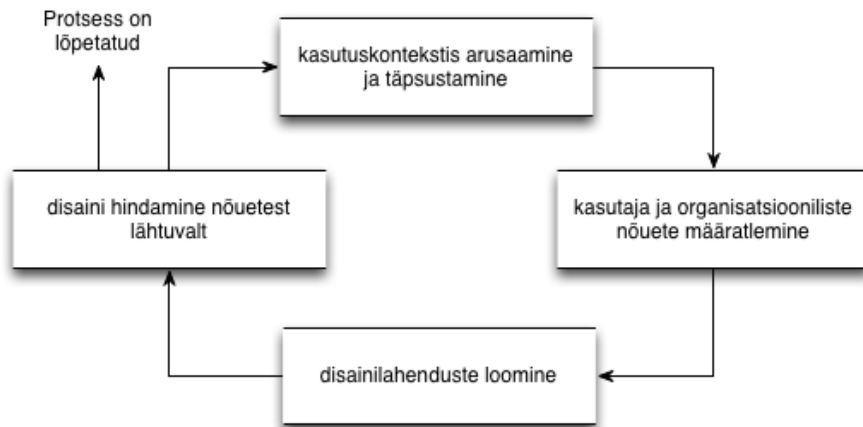 Protsess on
lõpetatud
kasutuskontekstis arusaamine
ja täpsustamine
disaini hindamine nõuetest
lähtuvalt
kasutaja ja organisatsiooniliste
nõuete määratlemine
disainilahenduste loomine